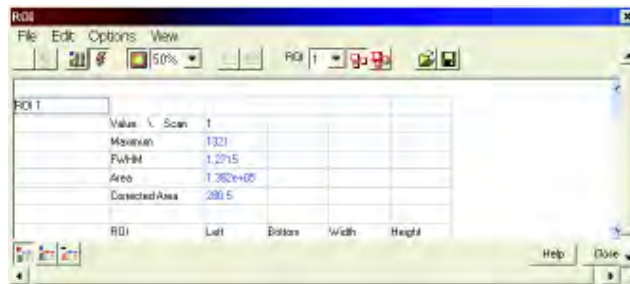 ROI
File Edit Options View
50% ROI 1
ROI 1
Value \ Scan 1
Maximum 1321
FWHM 1.2715
Area 1.382e+05
Corrected Area 280.5
ROI Left Bottom Width Height
Help Close